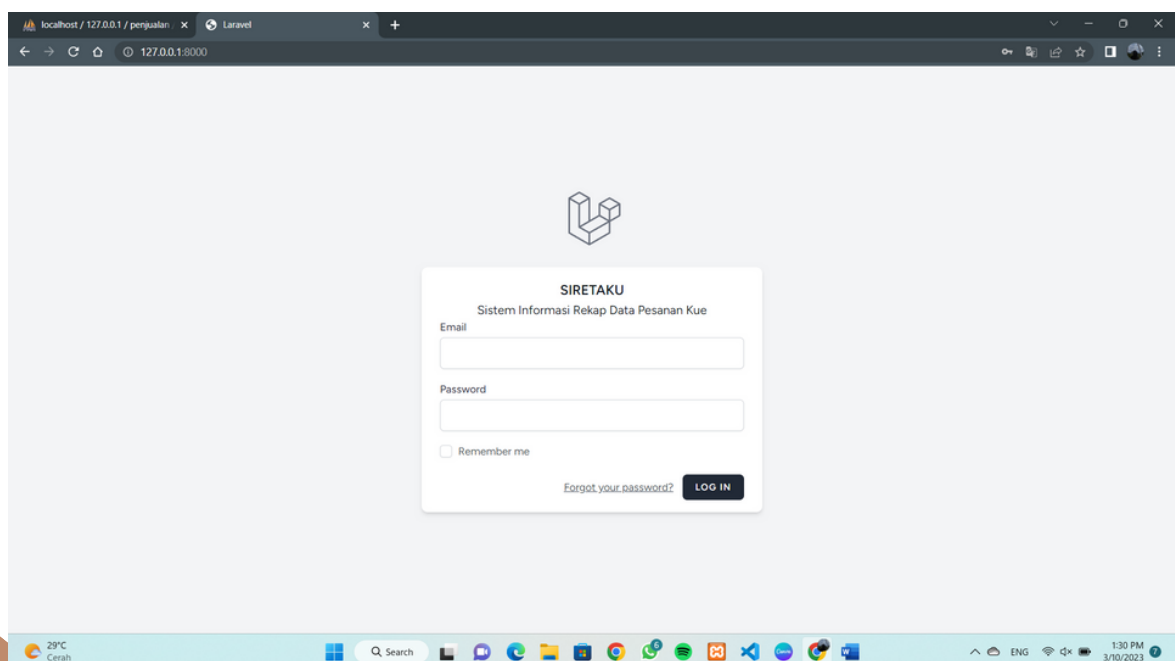 localhost / 127.0.0.1 / penjualan
Laravel
127.0.0.1:8000
SIRETAKU
Sistem Informasi Rekap Data Pesanan Kue
Email
Password
Remember me
Forgot your password?
LOG IN
29°C
Cerah
Search
ENG
1:30 PM
3/10/2023